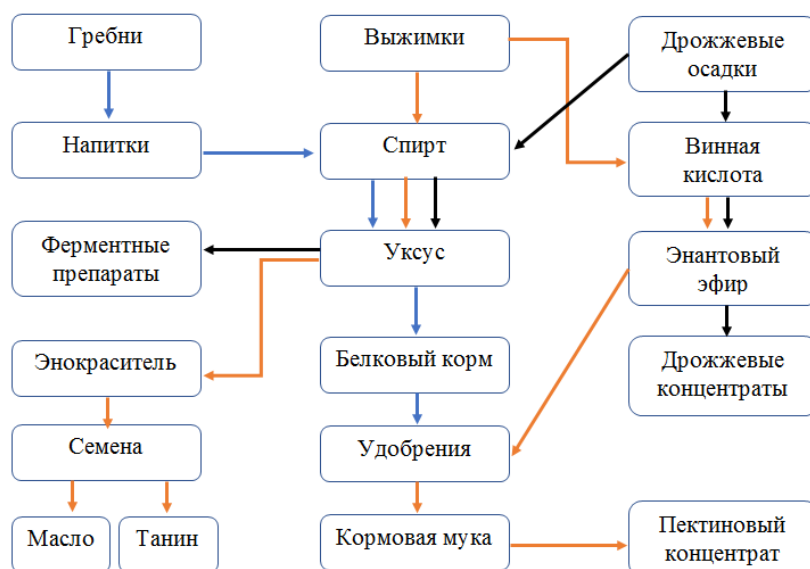 Гребни
Выжимки
Дрожжевые
осадки
Напитки
Спирт
Винная
кислота
Ферментные
препараты
Уксус
Энантовый
эфир
Энокраситель
Белковый корм
Дрожжевые
концентраты
Семена
Удобрения
Масло
Танин
Кормовая мука
Пектиновый
концентрат